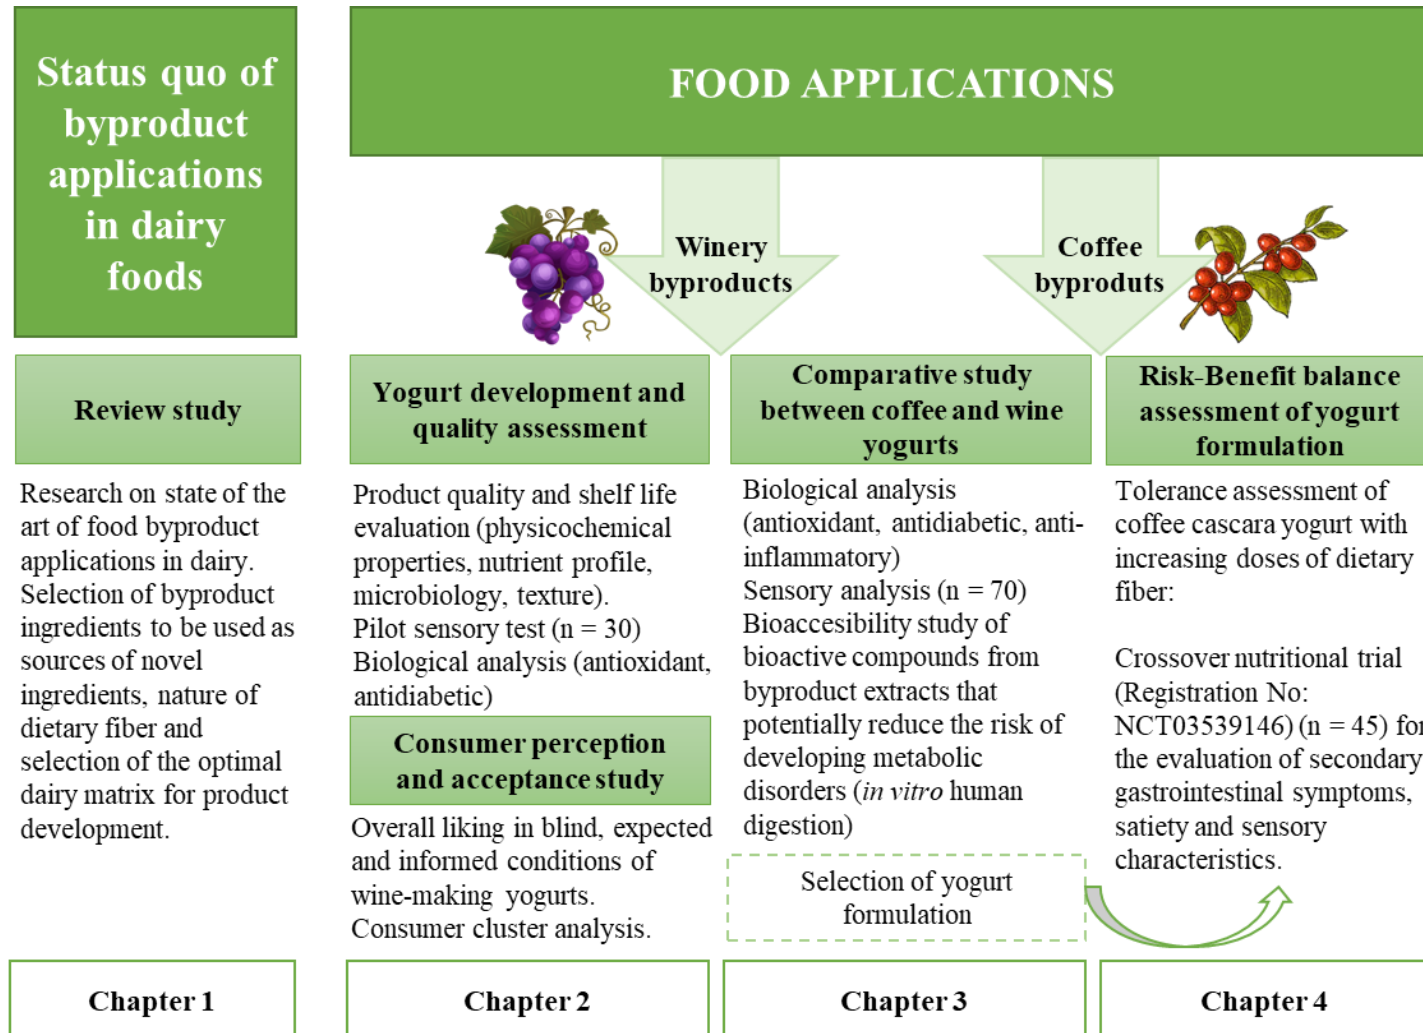 Status quo of
byproduct
applications
in dairy
foods
FOOD APPLICATIONS
Winery
byproducts
Coffee
byproduts
Review study
Research on state of the
art of food byproduct
applications in dairy.
Selection of byproduct
ingredients to be used as
sources of novel
ingredients, nature of
dietary fiber and
selection of the optimal
dairy matrix for product
development.
Yogurt development and
quality assessment
Product quality and shelf life
evaluation (physicochemical
properties, nutrient profile,
microbiology, texture).
Pilot sensory test (n = 30)
Biological analysis (antioxidant,
antidiabetic)
Consumer perception
and acceptance study
Overall liking in blind, expected
and informed conditions of
wine-making yogurts.
Consumer cluster analysis.
Comparative study
between coffee and wine
yogurts
Biological analysis
(antioxidant, antidiabetic, anti-
inflammatory)
Sensory analysis (n = 70)
Bioaccesibility study of
bioactive compounds from
byproduct extracts that
potentially reduce the risk of
developing metabolic
disorders (in vitro human
digestion)
Selection of yogurt
formulation
Risk-Benefit balance
assessment of yogurt
formulation
Tolerance assessment of
coffee cascara yogurt with
increasing doses of dietary
fiber:
Crossover nutritional trial
(Registration No:
NCT03539146) (n = 45) for
the evaluation of secondary
gastrointestinal symptoms,
satiety and sensory
characteristics.
Chapter 1
Chapter 2
Chapter 3
Chapter 4